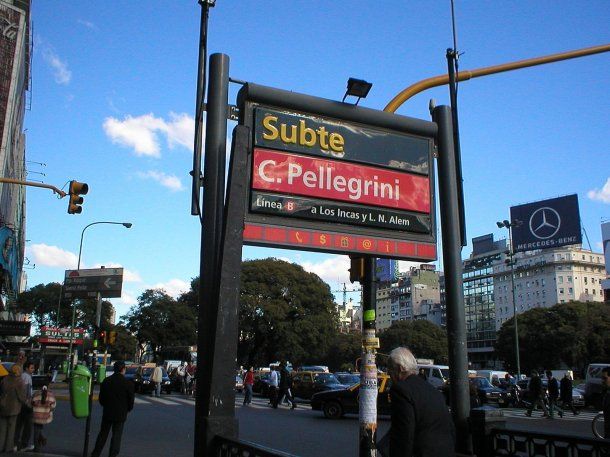 Subte
C. Pellegrini
Línea B a Los Incas y L. N. Alem
$ @ i
Mercedes-Benz